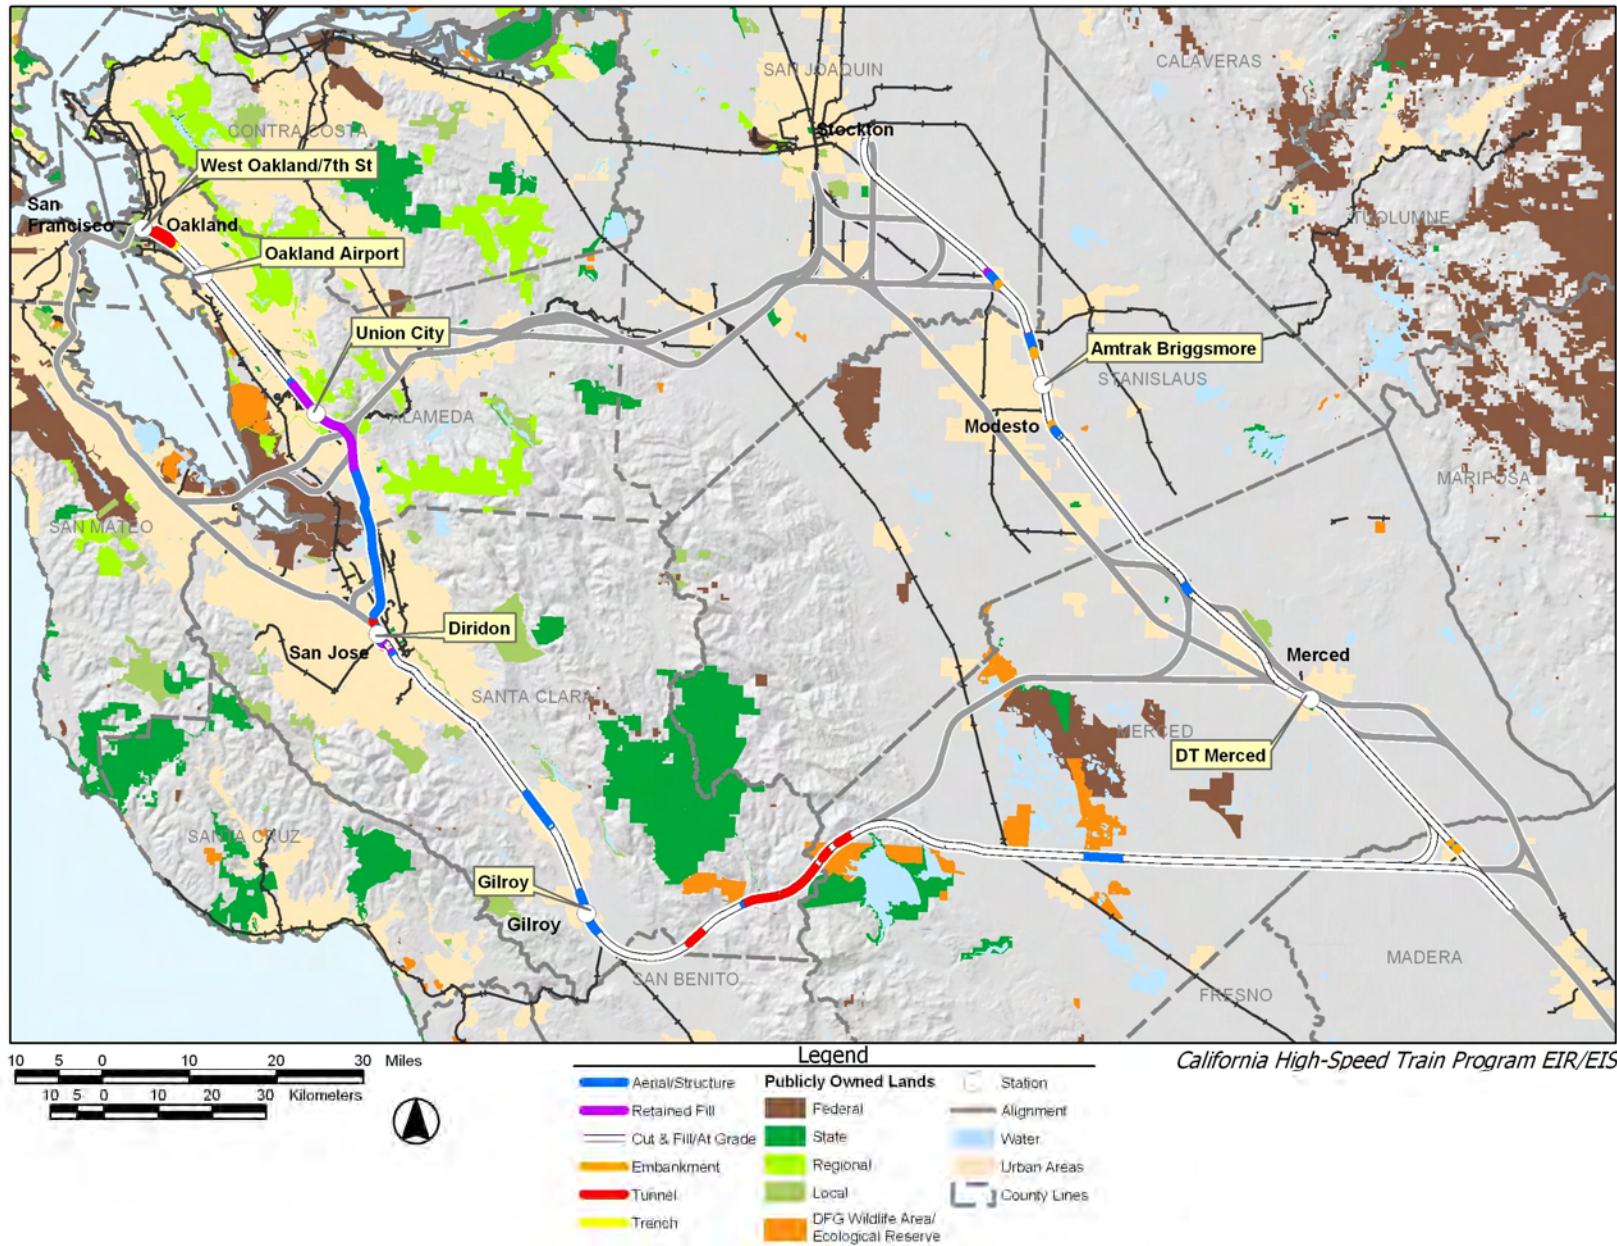 CALAVERAS
SAN JOAQUIN
Stockton
CONTRA COSTA
West Oakland/7th St
San
Francisco
Oakland
TUOLUMNE
Oakland Airport
Union City
Amtrak Briggsmore
STANISLAUS
ALAMEDA
Modesto
MARIPOSA
SAN MATEO
Diridon
San Jose
Merced
SANTA CLARA
MERCED
DT Merced
SANTA CRUZ
Gilroy
Gilroy
MADERA
SAN BENITO
FRESNO
10 5 0 10 20 30 Miles
10 5 0 10 20 30 Kilometers
Legend
California High-Speed Train Program EIR/EIS
Aerial/Structure
Retained Fill
Cut & Fill/At Grade
Embankment
Tunnel
Trench
Publicly Owned Lands
Federal
State
Regional
Local
DFG Wildlife Area/
Ecological Reserve
Station
Alignment
Water
Urban Areas
County Lines